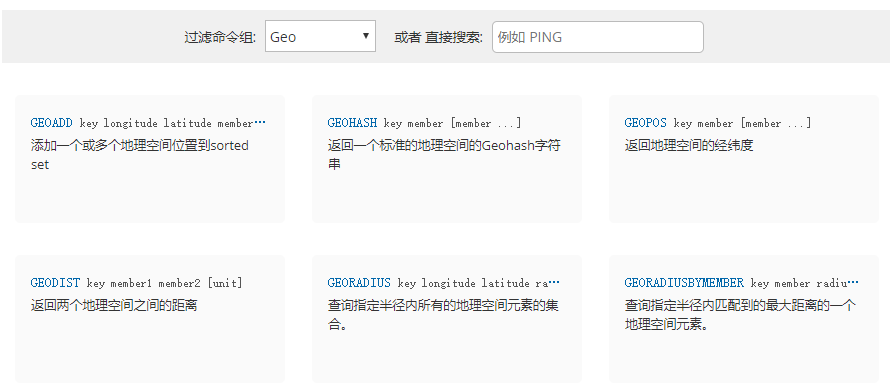 过滤命令组: Geo 或者 直接搜索: 例如 PING
GEOADD key longitude latitude member…
添加一个或多个地理空间位置到sorted
set
GEOHASH key member [member ...]
返回一个标准的地理空间的Geohash字符
串
GEOPOS key member [member ...]
返回地理空间的经纬度
GEODIST key member1 member2 [unit]
返回两个地理空间之间的距离
GEORADIUS key longitude latitude ra…
查询指定半径内所有的地理空间元素的集
合。
GEORADIUSBYMEMBER key member radiu…
查询指定半径内匹配到的最大距离的一个
地理空间元素。